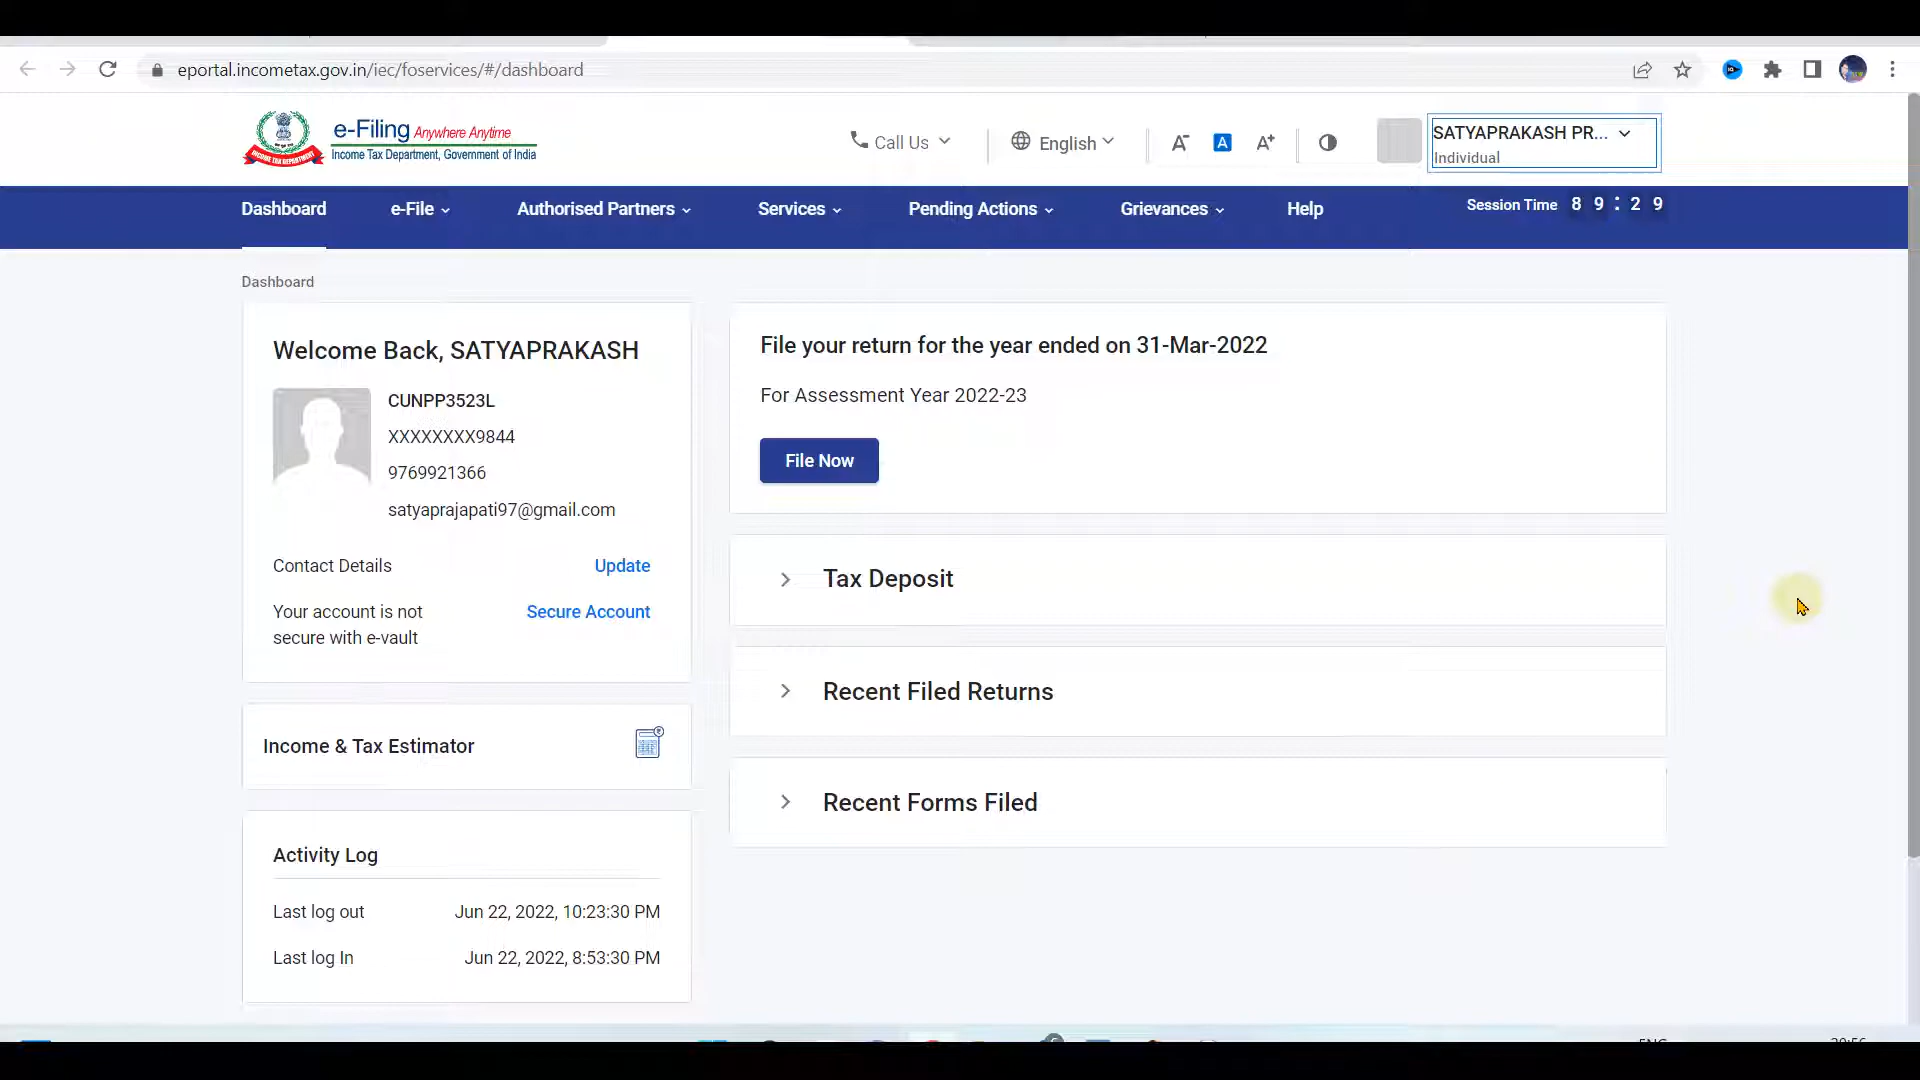 eportal.incometax.gov.in/iec/foservices/#/dashboard
e-Filing Anywhere Anytime
Income Tax Department, Government of India
Call Us
English
A-
A
A+
SATYAPRAKASH PR...
Individual
Dashboard
e-File
Authorised Partners
Services
Pending Actions
Grievances
Help
Session Time 8 9 : 2 9
Dashboard
Welcome Back, SATYAPRAKASH
CUNPP3523L
XXXXXXXX9844
9769921366
satyaprajapati97@gmail.com
Contact Details
Update
Your account is not
secure with e-vault
Secure Account
Income & Tax Estimator
Activity Log
Last log out
Jun 22, 2022, 10:23:30 PM
Last log In
Jun 22, 2022, 8:53:30 PM
File your return for the year ended on 31-Mar-2022
For Assessment Year 2022-23
File Now
Tax Deposit
Recent Filed Returns
Recent Forms Filed